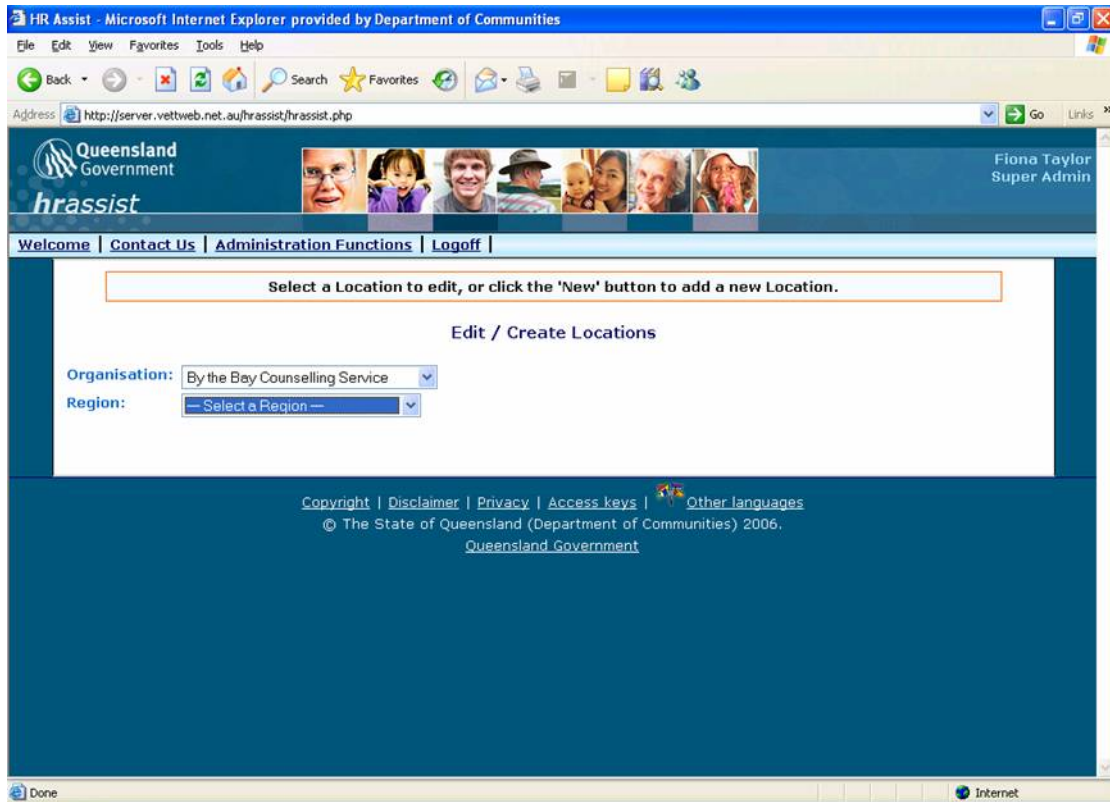 HR Assist - Microsoft Internet Explorer provided by Department of Communities
File Edit View Favorites Tools Help
Back Search Favorites
Address http://server.vettweb.net.au/hrassist/hrassist.php Go Links »
Queensland
Government
hrassist
Fiona Taylor
Super Admin
Welcome | Contact Us | Administration Functions | Logoff |
Select a Location to edit, or click the 'New' button to add a new Location.
Edit / Create Locations
Organisation: By the Bay Counselling Service
Region: — Select a Region —
Copyright | Disclaimer | Privacy | Access keys | Other languages
© The State of Queensland (Department of Communities) 2006.
Queensland Government
Done Internet